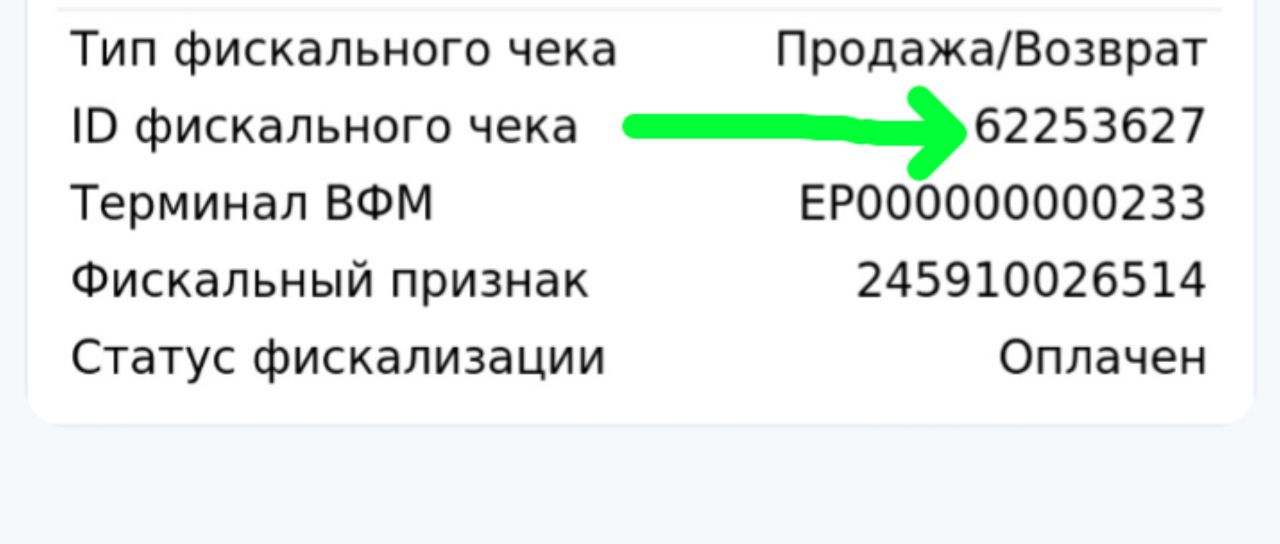 Тип фискального чека Продажа/Возврат
ID фискального чека 62253627
Терминал ВФМ EP000000000233
Фискальный признак 245910026514
Статус фискализации Оплачен